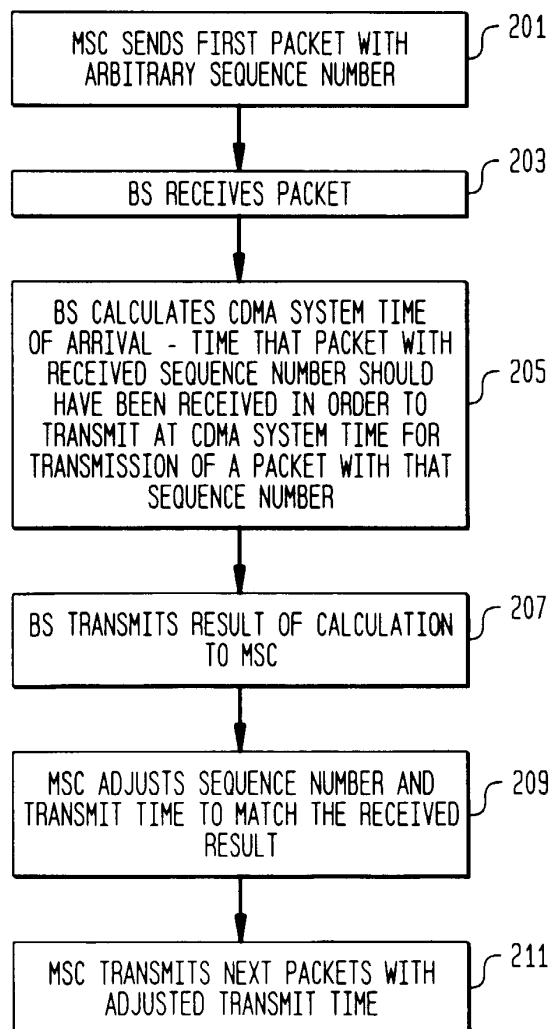 MSC SENDS FIRST PACKET WITH
ARBITRARY SEQUENCE NUMBER
201
BS RECEIVES PACKET
203
BS CALCULATES CDMA SYSTEM TIME
OF ARRIVAL - TIME THAT PACKET WITH
RECEIVED SEQUENCE NUMBER SHOULD
HAVE BEEN RECEIVED IN ORDER TO
TRANSMIT AT CDMA SYSTEM TIME FOR
TRANSMISSION OF A PACKET WITH THAT
SEQUENCE NUMBER
205
BS TRANSMITS RESULT OF CALCULATION
TO MSC
207
MSC ADJUSTS SEQUENCE NUMBER AND
TRANSMIT TIME TO MATCH THE RECEIVED
RESULT
209
MSC TRANSMITS NEXT PACKETS WITH
ADJUSTED TRANSMIT TIME
211